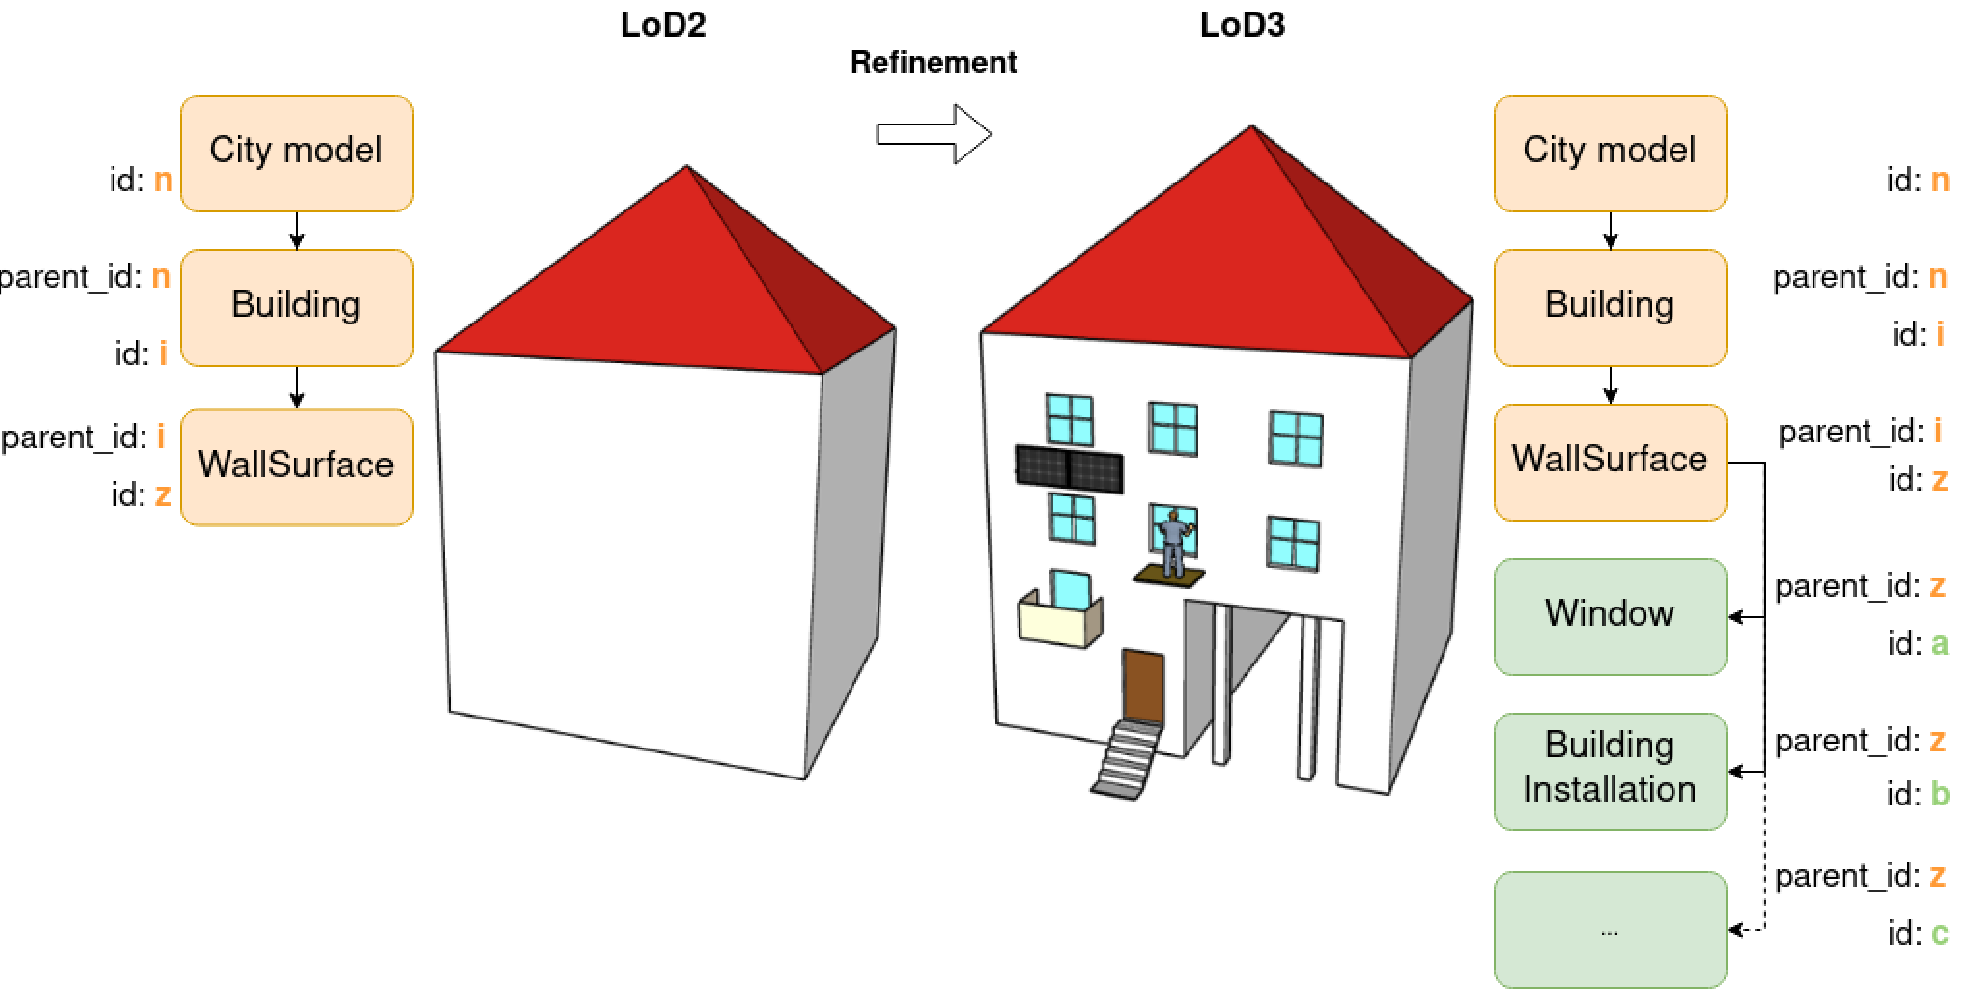 LoD2
LoD3
Refinement
City model
id: n
parent_id: n
Building
id: i
parent_id: i
WallSurface
id: z
City model
id: n
parent_id: n
Building
id: i
parent_id: i
WallSurface
id: z
parent_id: z
Window
id: a
Building
Installation
parent_id: z
id: b
parent_id: z
...
id: c